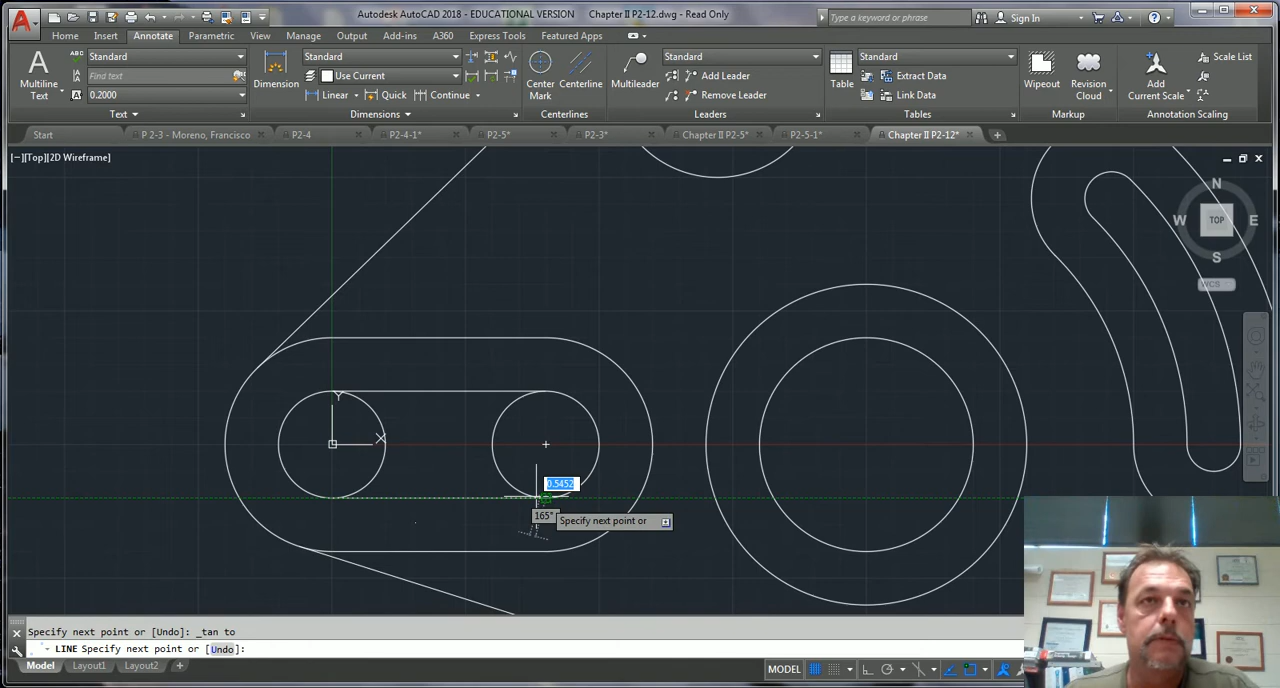 Autodesk AutoCAD 2018 - EDUCATIONAL VERSION Chapter II P2-12.dwg - Read Only
Type a keyword or phrase
Sign In
Home Insert Annotate Parametric View Manage Output Add-ins A360 Express Tools Featured Apps
Multiline
Text
Standard
Find text
0.2000
Text
Dimension
Standard
Use Current
Linear Quick Continue
Dimensions
Center
Mark
Centerline
Centerlines
Multileader
Standard
Add Leader
Remove Leader
Leaders
Table
Standard
Extract Data
Link Data
Tables
Wipeout
Revision
Cloud
Markup
Add
Current Scale
Scale List
Annotation Scaling
Start
P 2-3 - Moreno, Francisco
P2-4
P2-4-1*
P2-5*
P2-3*
Chapter II P2-5*
P2-5-1*
Chapter II P2-12*
[−][Top][2D Wireframe]
N
W TOP E
S
WCS
Y
X
0.5452
165°
Specify next point or
Specify next point or [Undo]: _tan to
LINE Specify next point or [Undo]:
Model Layout1 Layout2 +
MODEL